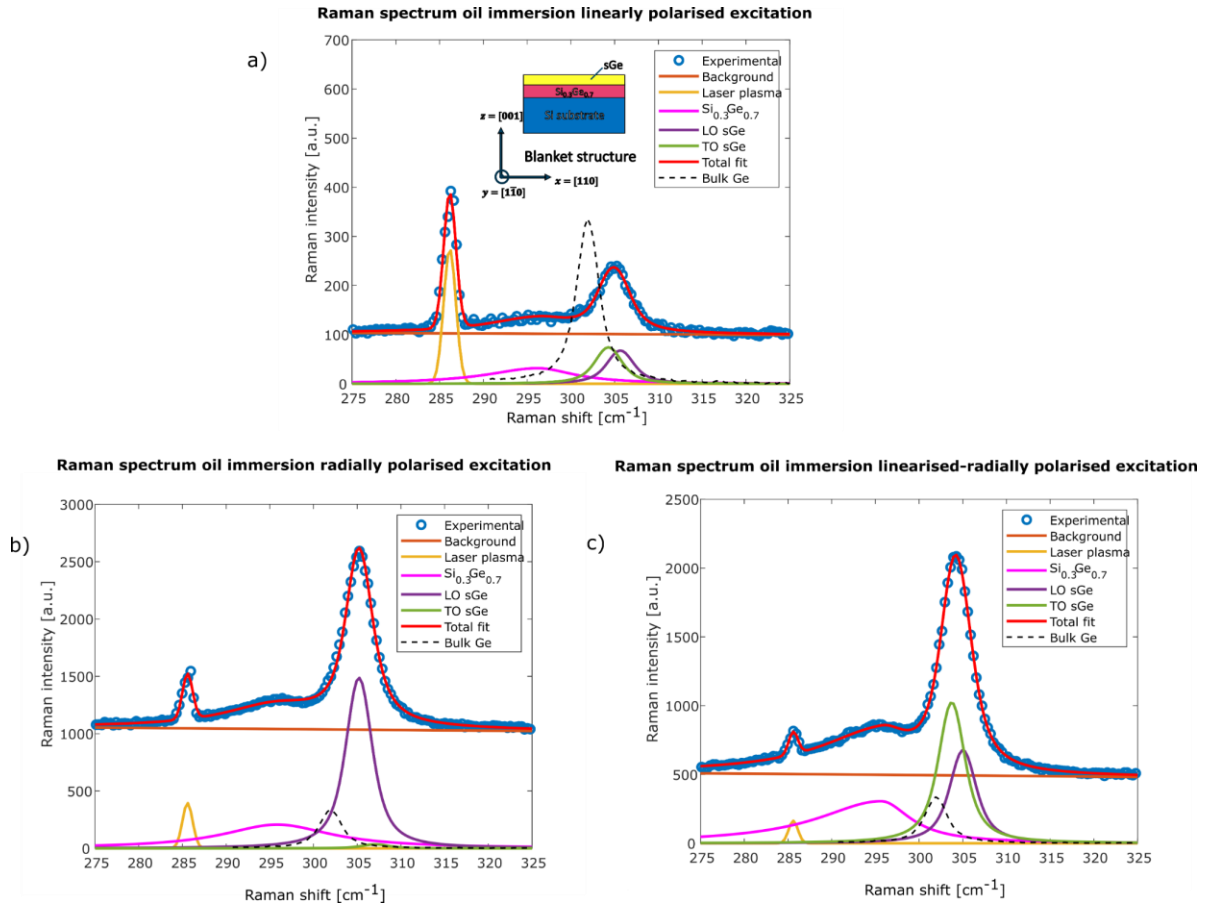 Raman spectrum oil immersion linearly polarised excitation
a)
700
600
500
400
300
200
100
0
275 280 285 290 295 300 305 310 315 320 325
Raman intensity [a.u.]
Raman shift [cm⁻¹]
sGe
Si₀.₃Ge₀.₇
Si substrate
z = [001]
Blanket structure
y = [11̅0]
x = [110]
Experimental
Background
Laser plasma
Si₀.₃Ge₀.₇
LO sGe
TO sGe
Total fit
Bulk Ge
Raman spectrum oil immersion radially polarised excitation
b)
3000
2500
2000
1500
1000
500
0
275 280 285 290 295 300 305 310 315 320 325
Raman intensity [a.u.]
Raman shift [cm⁻¹]
Experimental
Background
Laser plasma
Si₀.₃Ge₀.₇
LO sGe
TO sGe
Total fit
Bulk Ge
Raman spectrum oil immersion linearised-radially polarised excitation
c)
2500
2000
1500
1000
500
0
275 280 285 290 295 300 305 310 315 320 325
Raman intensity [a.u.]
Raman shift [cm⁻¹]
Experimental
Background
Laser plasma
Si₀.₃Ge₀.₇
LO sGe
TO sGe
Total fit
Bulk Ge